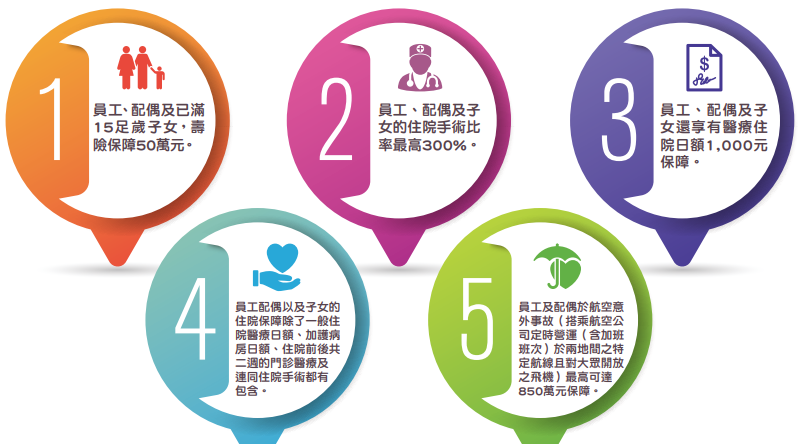 1
員工、配偶及已滿
15足歲子女，壽
險保障50萬元。
2
員工、配偶及子
女的住院手術比
率最高300%。
3
$
員工、配偶及子
女還享有醫療住
院日額1,000元
保障。
4
員工配偶以及子女的
住院保障除了一般住
院醫療日額、加護病
房日額、住院前後共
二週的門診醫療及
連同住院手術都有
包含。
5
員工及配偶於航空意
外事故（搭乘航空公
司定時營運（含加班
班次）於兩地間之特
定航線且對大眾開放
之飛機）最高可達
850萬元保障。